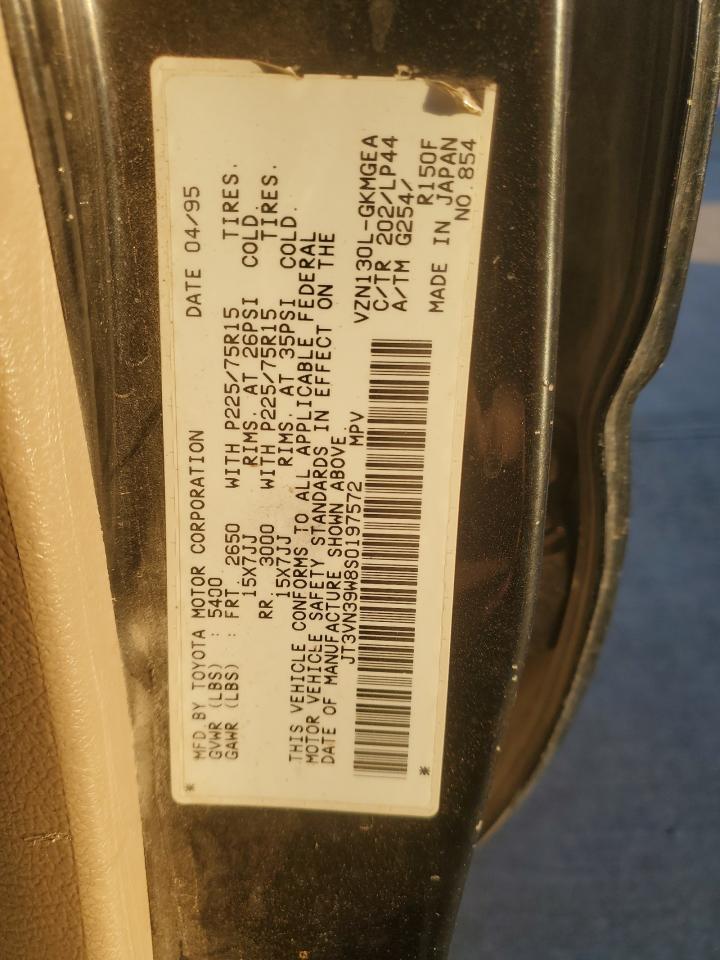 MFD.BY TOYOTA MOTOR CORPORATION DATE 04/95
GVWR (LBS) : 5400
GAWR (LBS) : FRT. 2650 WITH P225/75R15 TIRES.
15X7JJ RIMS. AT 26PSI COLD.
RR. 3000 WITH P225/75R15 TIRES.
15X7JJ RIMS. AT 35PSI COLD.
THIS VEHICLE CONFORMS TO ALL APPLICABLE FEDERAL
MOTOR VEHICLE SAFETY STANDARDS IN EFFECT ON THE
DATE OF MANUFACTURE SHOWN ABOVE.
JT3VN39W8S0197572 MPV
VZN130L-GKMGEA
C/TR 202/LP44
A/TM G254/
R150F
MADE IN JAPAN
NO.854